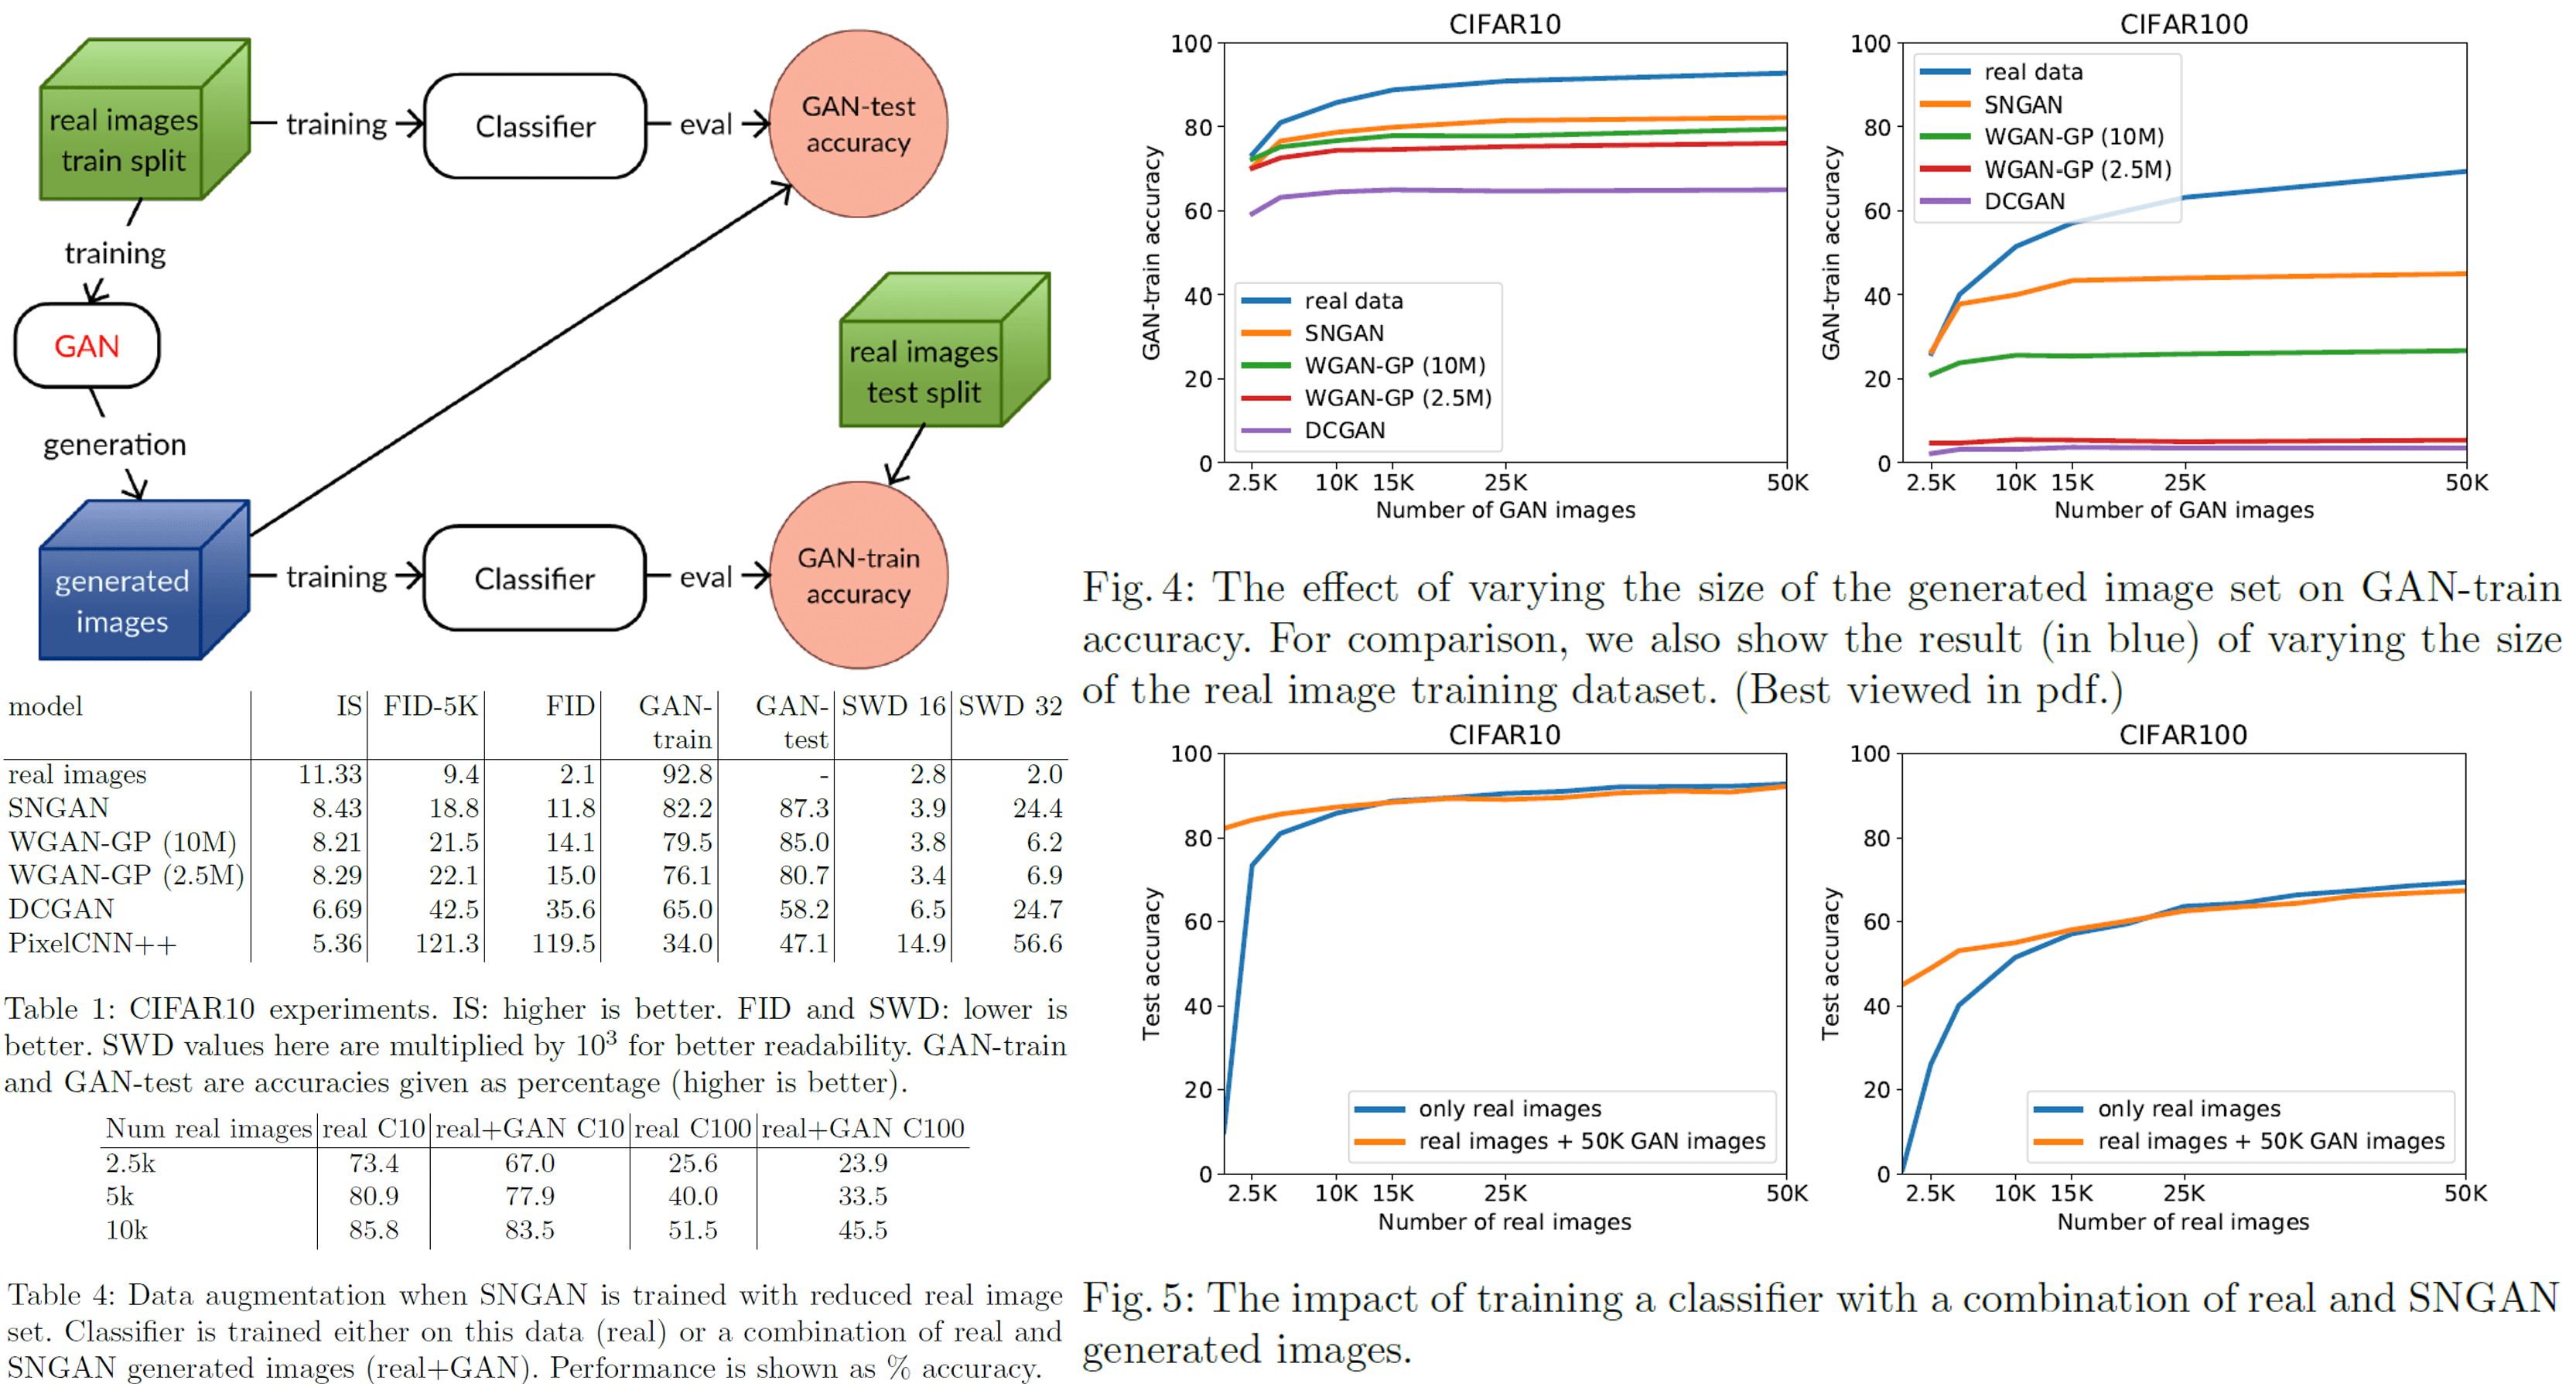 real images
train split
training
Classifier
eval
GAN-test
accuracy
training
GAN
generation
real images
test split
generated
images
training
Classifier
eval
GAN-train
accuracy
model IS FID-5K FID GAN-train GAN-test SWD 16 SWD 32
real images 11.33 9.4 2.1 92.8 - 2.8 2.0
SNGAN 8.43 18.8 11.8 82.2 87.3 3.9 24.4
WGAN-GP (10M) 8.21 21.5 14.1 79.5 85.0 3.8 6.2
WGAN-GP (2.5M) 8.29 22.1 15.0 76.1 80.7 3.4 6.9
DCGAN 6.69 42.5 35.6 65.0 58.2 6.5 24.7
PixelCNN++ 5.36 121.3 119.5 34.0 47.1 14.9 56.6
Table 1: CIFAR10 experiments. IS: higher is better. FID and SWD: lower is
better. SWD values here are multiplied by 10³ for better readability. GAN-train
and GAN-test are accuracies given as percentage (higher is better).
Num real images real C10 real+GAN C10 real C100 real+GAN C100
2.5k 73.4 67.0 25.6 23.9
5k 80.9 77.9 40.0 33.5
10k 85.8 83.5 51.5 45.5
Table 4: Data augmentation when SNGAN is trained with reduced real image
set. Classifier is trained either on this data (real) or a combination of real and
SNGAN generated images (real+GAN). Performance is shown as % accuracy.
CIFAR10
GAN-train accuracy
100
80
60
40
20
0
real data
SNGAN
WGAN-GP (10M)
WGAN-GP (2.5M)
DCGAN
2.5K 10K 15K 25K 50K
Number of GAN images
CIFAR100
GAN-train accuracy
100
80
60
40
20
0
real data
SNGAN
WGAN-GP (10M)
WGAN-GP (2.5M)
DCGAN
2.5K 10K 15K 25K 50K
Number of GAN images
Fig. 4: The effect of varying the size of the generated image set on GAN-train
accuracy. For comparison, we also show the result (in blue) of varying the size
of the real image training dataset. (Best viewed in pdf.)
CIFAR10
Test accuracy
100
80
60
40
20
0
only real images
real images + 50K GAN images
2.5K 10K 15K 25K 50K
Number of real images
CIFAR100
Test accuracy
100
80
60
40
20
0
only real images
real images + 50K GAN images
2.5K 10K 15K 25K 50K
Number of real images
Fig. 5: The impact of training a classifier with a combination of real and SNGAN
generated images.